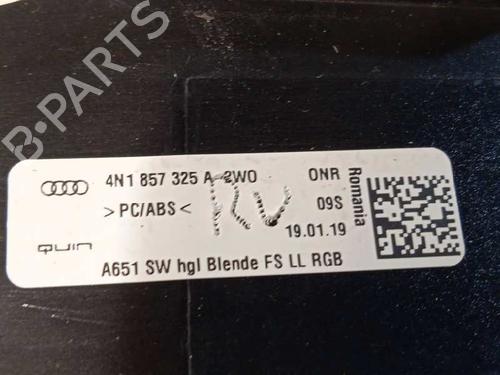 B-PARTS
4N1 857 325 A 2W0 0NR
>PC/ABS< RV 09S
19.01.19
Romania
QUIN
A651 SW hgl Blende FS LL RGB